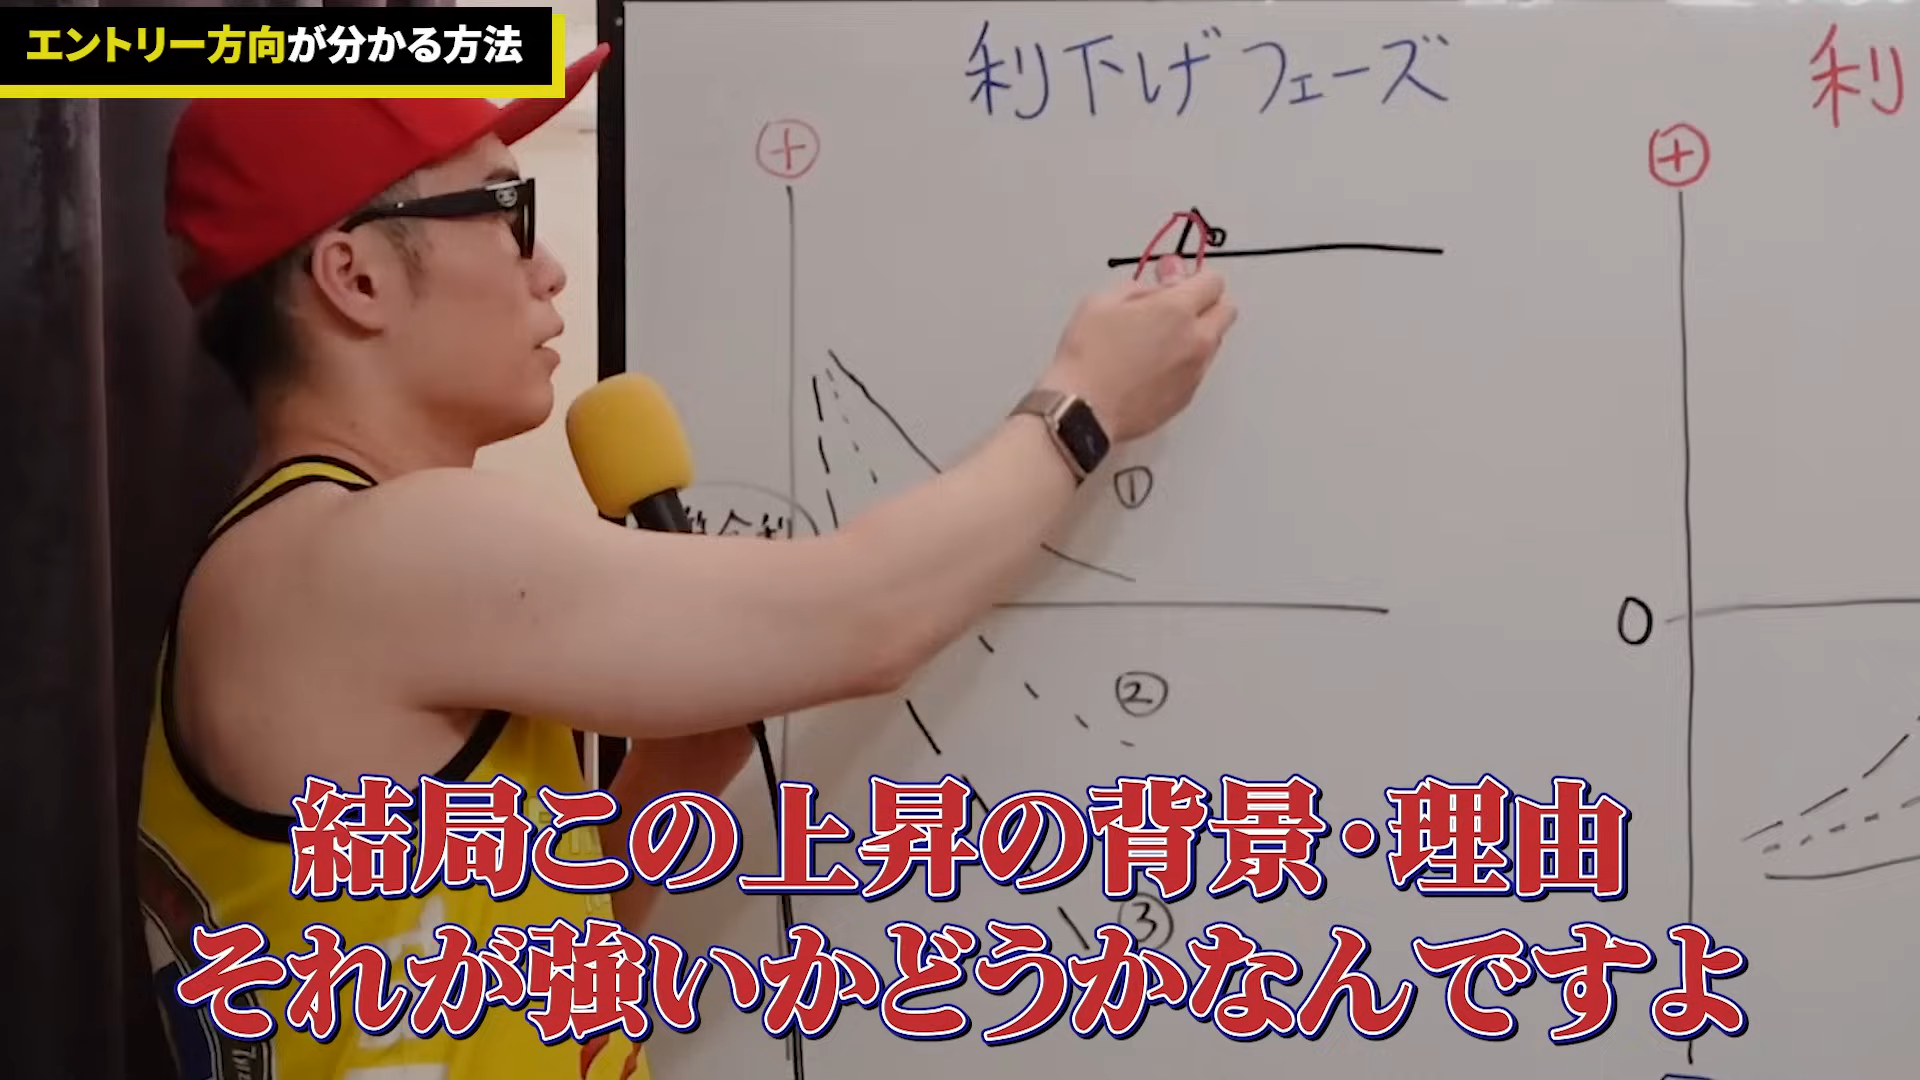 エントリー方向が分かる方法
利下げフェーズ
利
+
+
①
0
②
③
結局この上昇の背景・理由
それが強いかどうかなんですよ